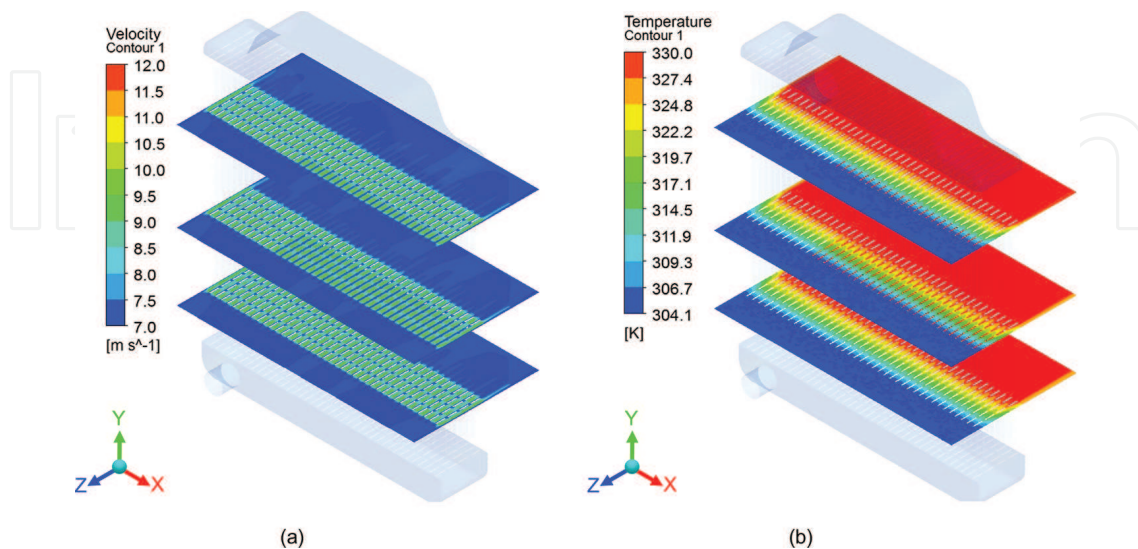 Velocity
Contour 1
12.0
11.5
11.0
10.5
10.0
9.5
9.0
8.5
8.0
7.5
7.0
[m s^-1]
Y
Z
X
(a)
Temperature
Contour 1
330.0
327.4
324.8
322.2
319.7
317.1
314.5
311.9
309.3
306.7
304.1
[K]
Y
Z
X
(b)